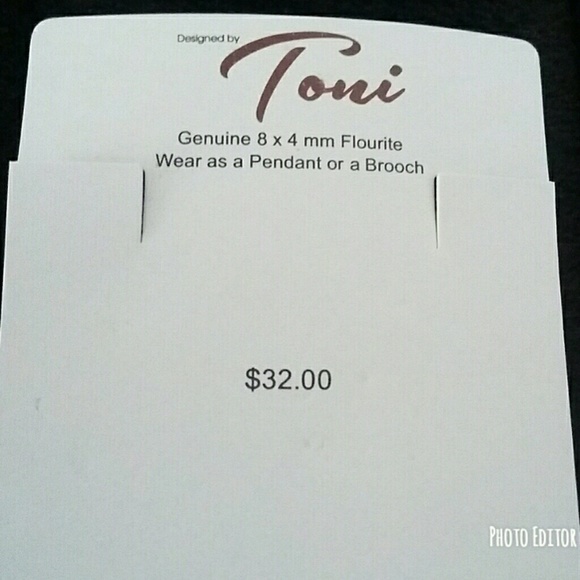 Designed by
Toni
Genuine 8 x 4 mm Flourite
Wear as a Pendant or a Brooch
$32.00
PHOTO EDITOR